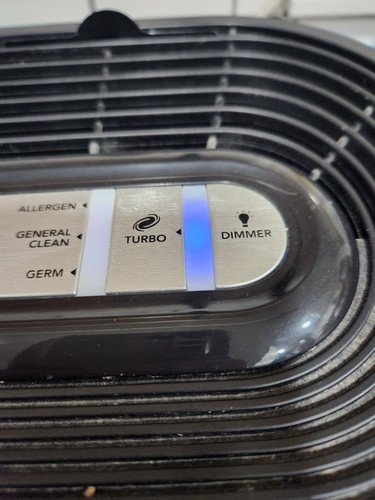 ALLERGEN
GENERAL
CLEAN
GERM
TURBO
DIMMER